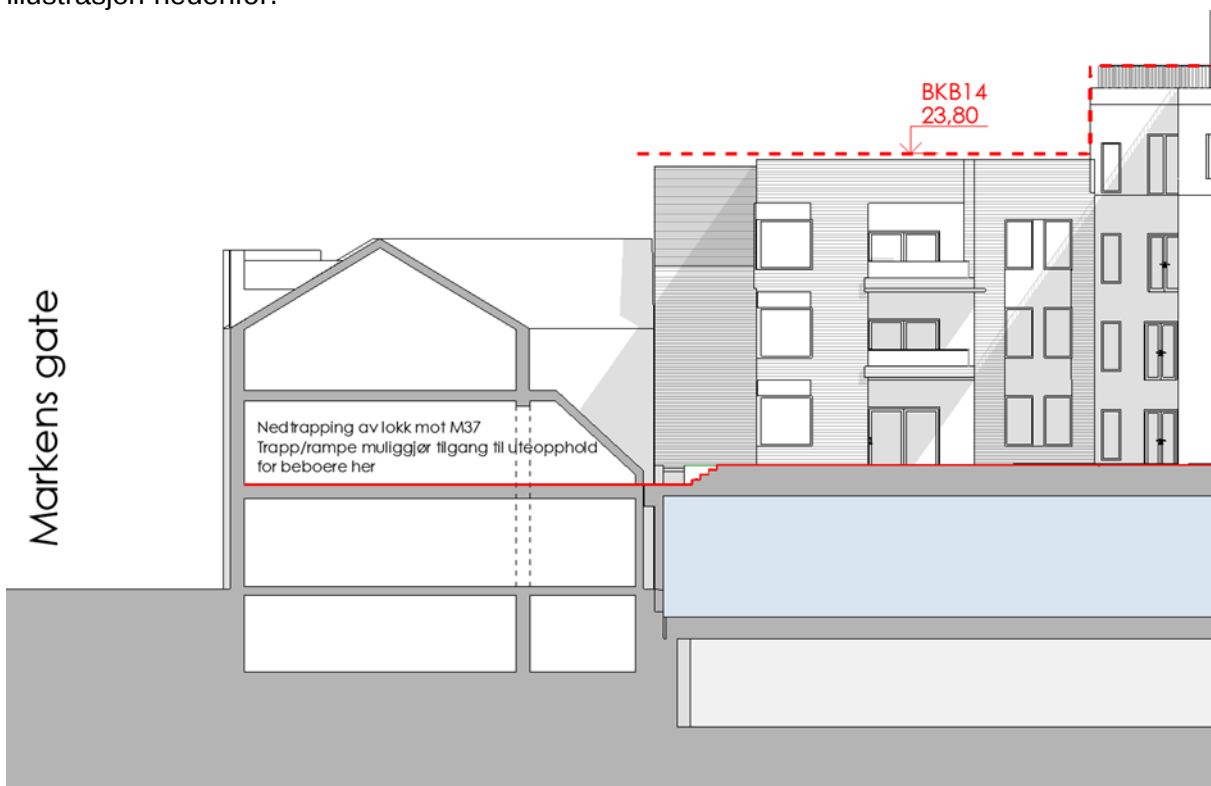 illustrasjon nedenfor.
BKB14
23,80
Markens gate
Nedtrapping av lokk mot M37
Trapp/rampe muliggjør tilgang til uteopphold
for beboere her